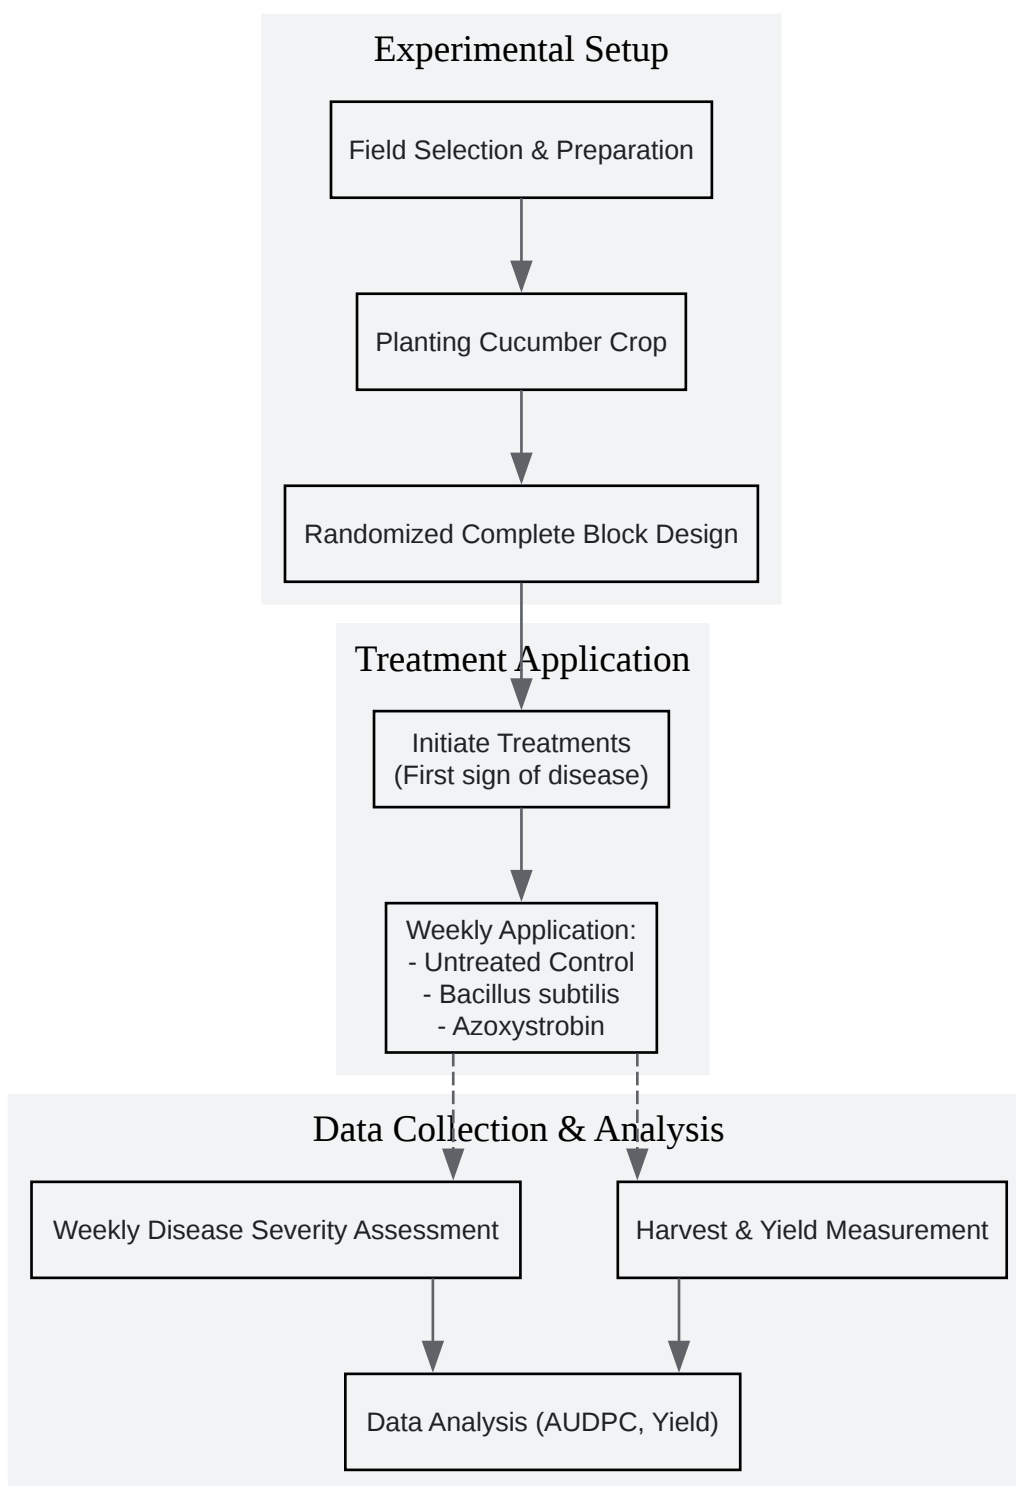 Experimental Setup
Field Selection & Preparation
Planting Cucumber Crop
Randomized Complete Block Design
Treatment Application
Initiate Treatments
(First sign of disease)
Weekly Application:
- Untreated Control
- Bacillus subtilis
- Azoxystrobin
Data Collection & Analysis
Weekly Disease Severity Assessment
Harvest & Yield Measurement
Data Analysis (AUDPC, Yield)